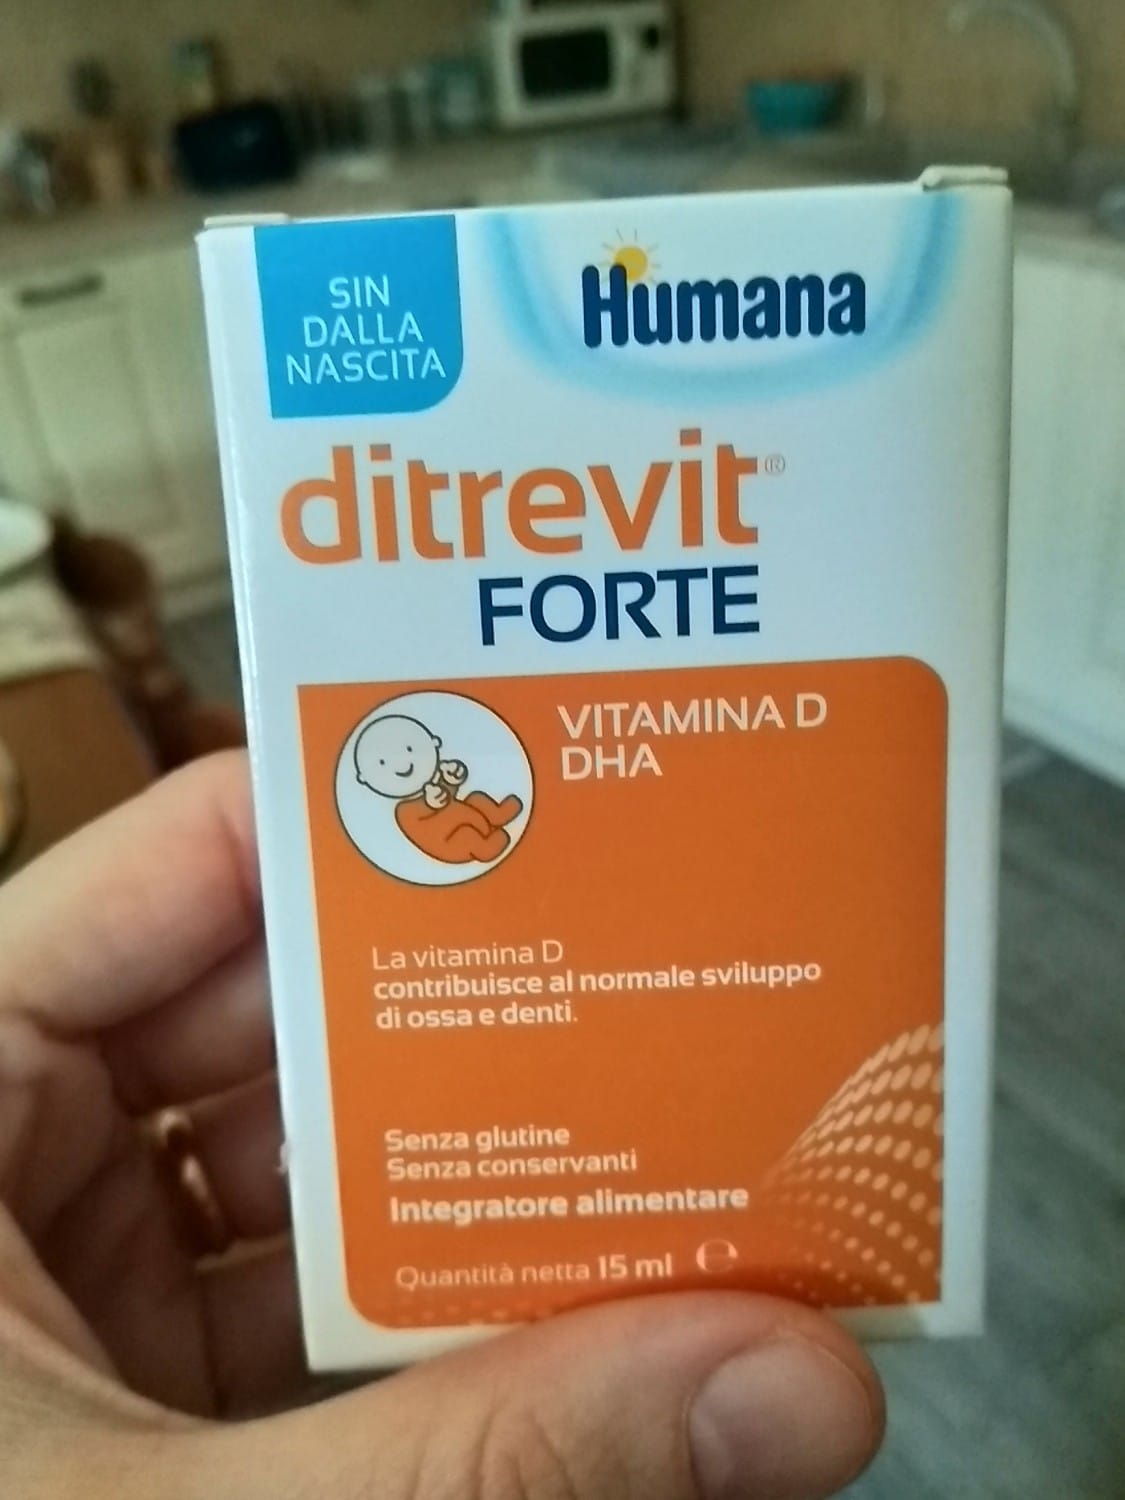 SIN
DALLA
NASCITA
Humana
ditrevit®
FORTE
VITAMINA D
DHA
La vitamina D
contribuisce al normale sviluppo
di ossa e denti.
Senza glutine
Senza conservanti
Integratore alimentare
Quantità netta 15 ml ℮